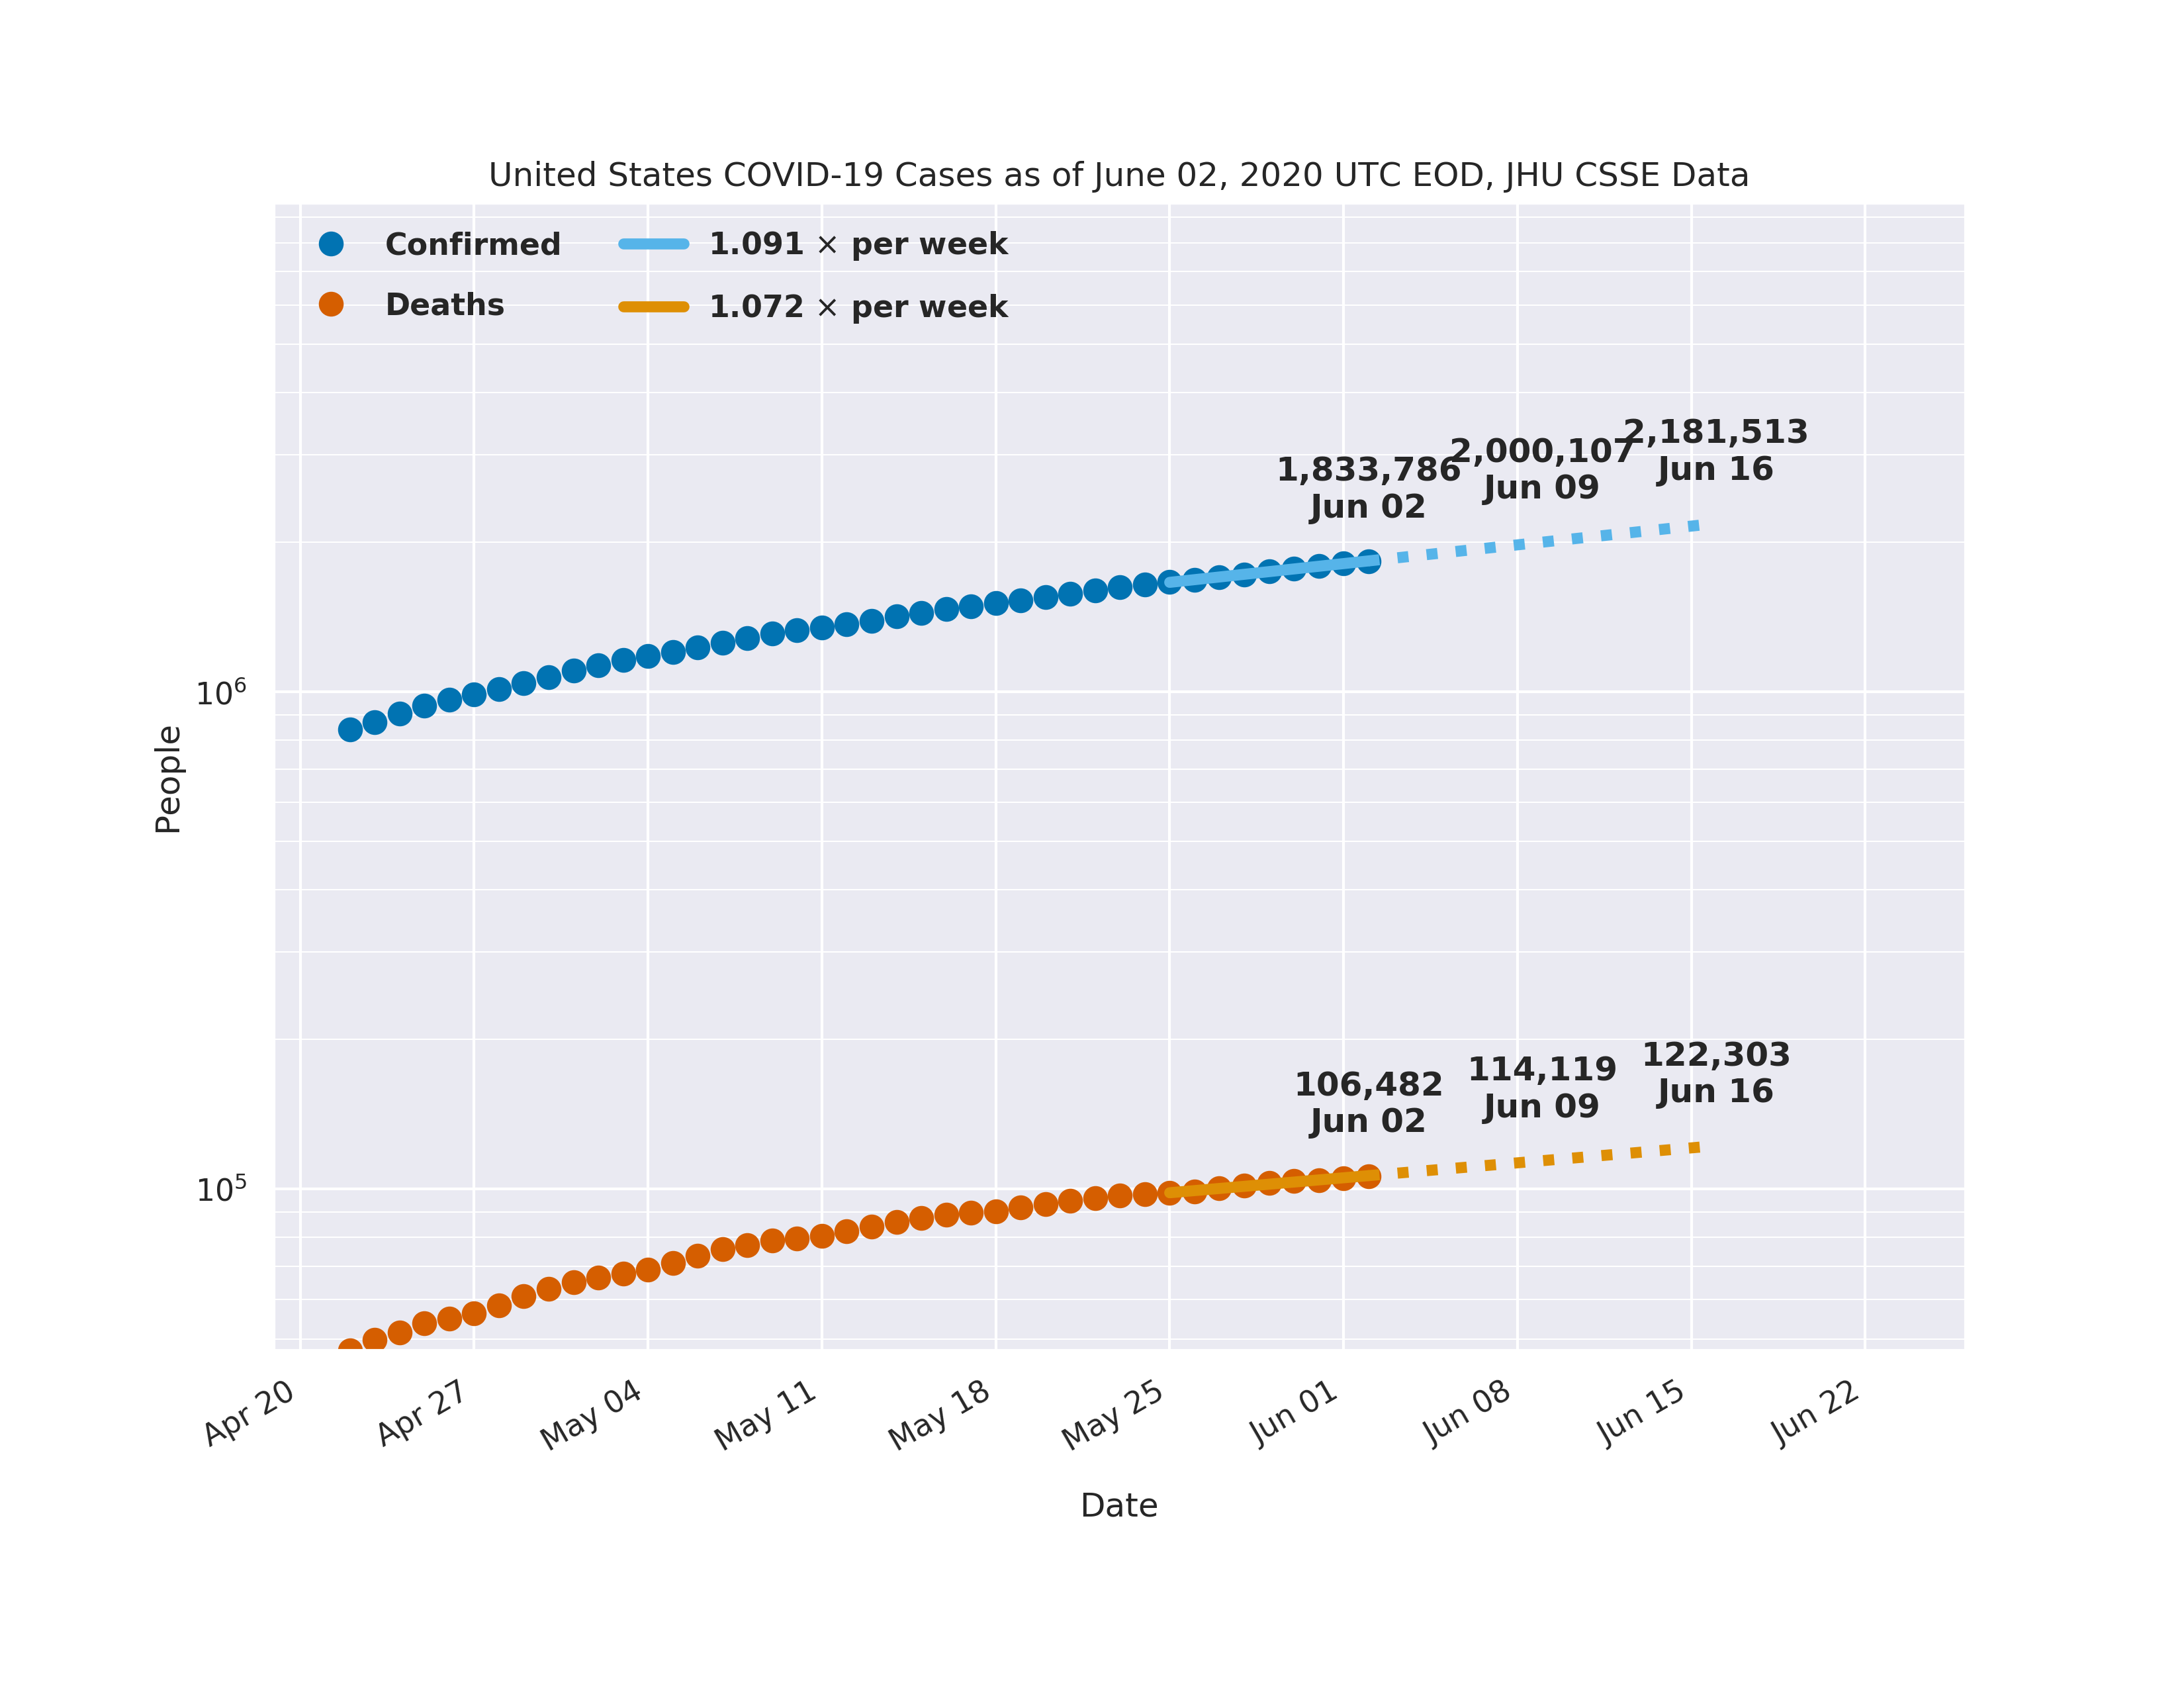 United States COVID-19 Cases as of June 02, 2020 UTC EOD, JHU CSSE Data
Confirmed 1.091 × per week
Deaths 1.072 × per week
2,181,513
Jun 16
2,000,107
Jun 09
1,833,786
Jun 02
10⁶
People
122,303
Jun 16
114,119
Jun 09
106,482
Jun 02
10⁵
Apr 20 Apr 27 May 04 May 11 May 18 May 25 Jun 01 Jun 08 Jun 15 Jun 22
Date